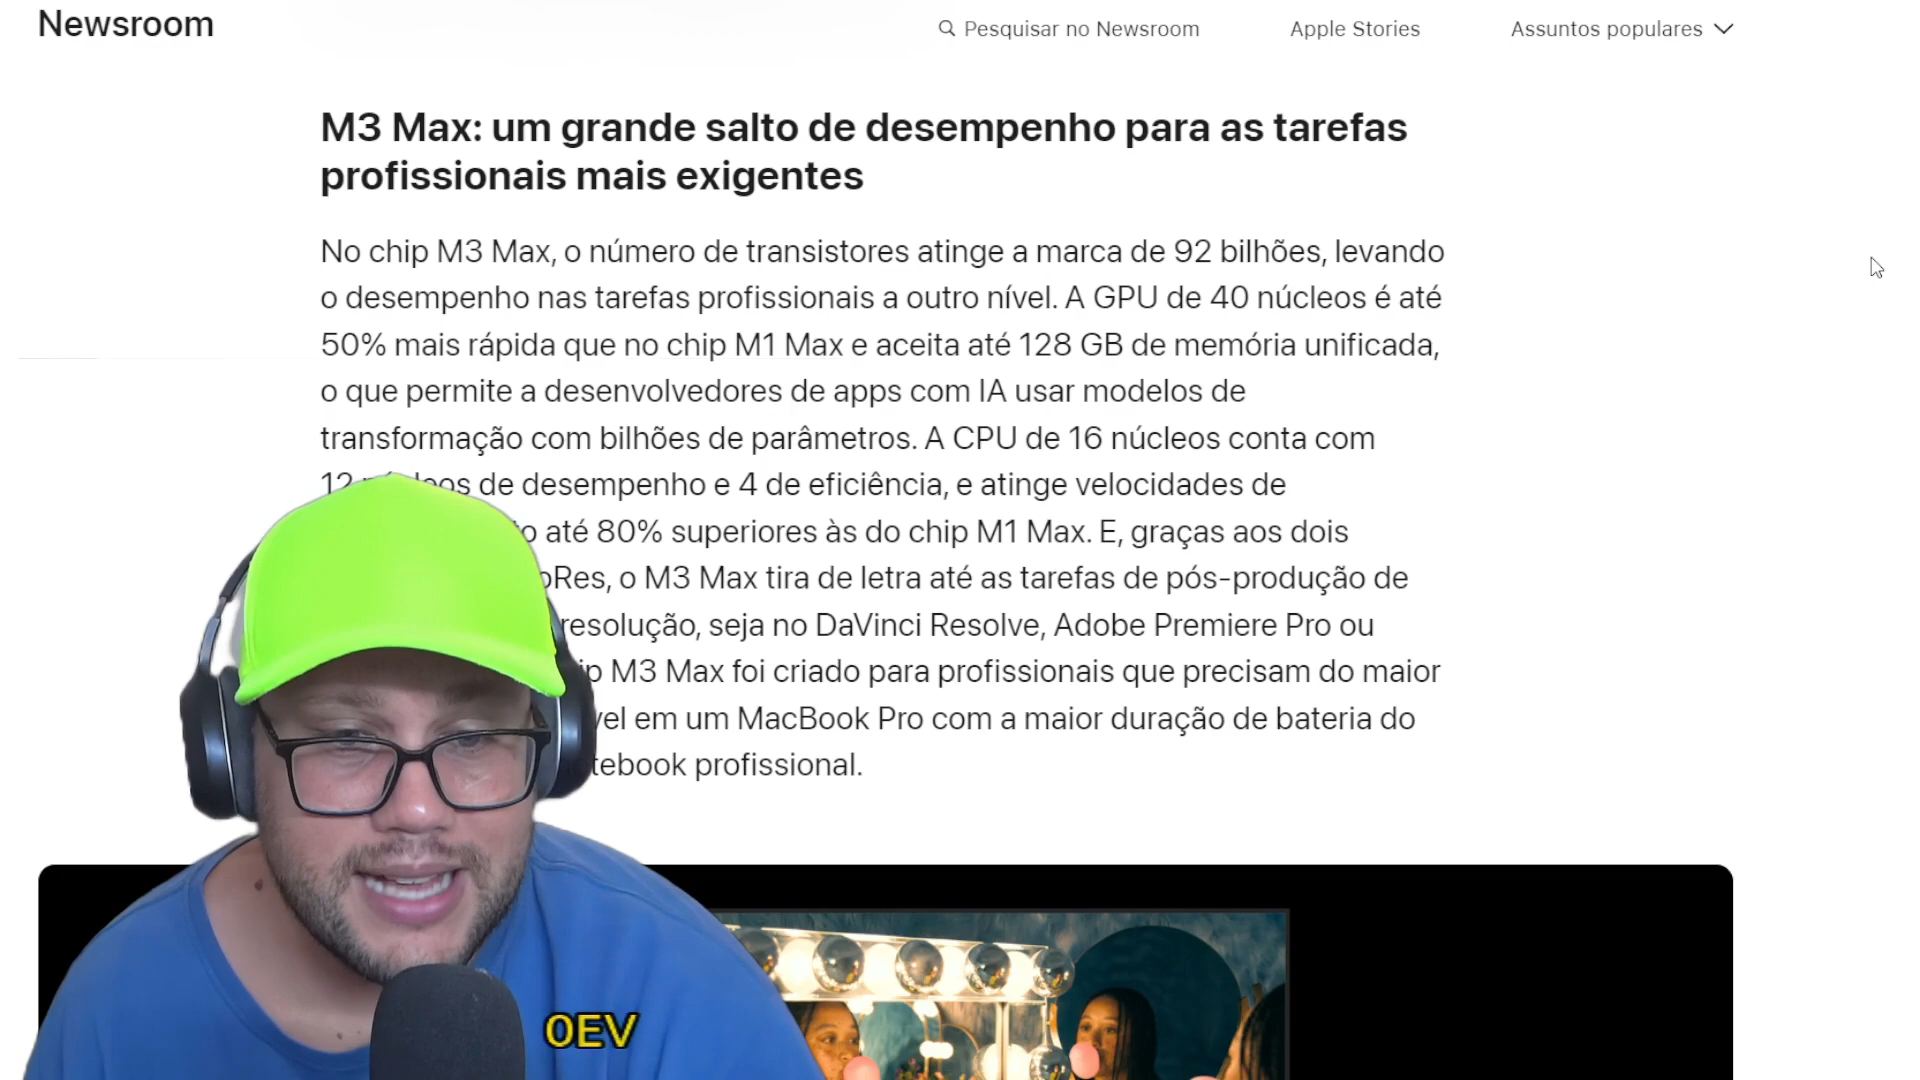 Newsroom
Pesquisar no Newsroom
Apple Stories
Assuntos populares
M3 Max: um grande salto de desempenho para as tarefas
profissionais mais exigentes
No chip M3 Max, o número de transistores atinge a marca de 92 bilhões, levando
o desempenho nas tarefas profissionais a outro nível. A GPU de 40 núcleos é até
50% mais rápida que no chip M1 Max e aceita até 128 GB de memória unificada,
o que permite a desenvolvedores de apps com IA usar modelos de
transformação com bilhões de parâmetros. A CPU de 16 núcleos conta com
12 núcleos de desempenho e 4 de eficiência, e atinge velocidades de
até 80% superiores às do chip M1 Max. E, graças aos dois
oRes, o M3 Max tira de letra até as tarefas de pós-produção de
resolução, seja no DaVinci Resolve, Adobe Premiere Pro ou
M3 Max foi criado para profissionais que precisam do maior
vel em um MacBook Pro com a maior duração de bateria do
tebook profissional.
0EV